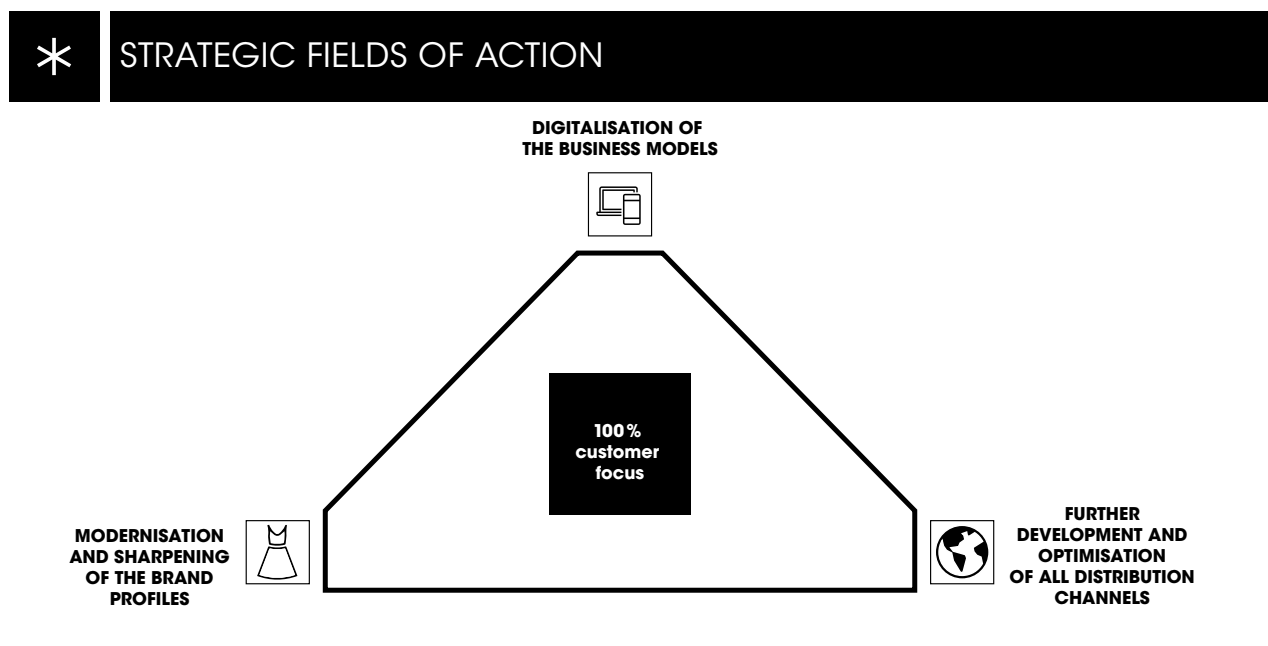 STRATEGIC FIELDS OF ACTION
DIGITALISATION OF
THE BUSINESS MODELS
100 %
customer
focus
MODERNISATION
AND SHARPENING
OF THE BRAND
PROFILES
FURTHER
DEVELOPMENT AND
OPTIMISATION
OF ALL DISTRIBUTION
CHANNELS